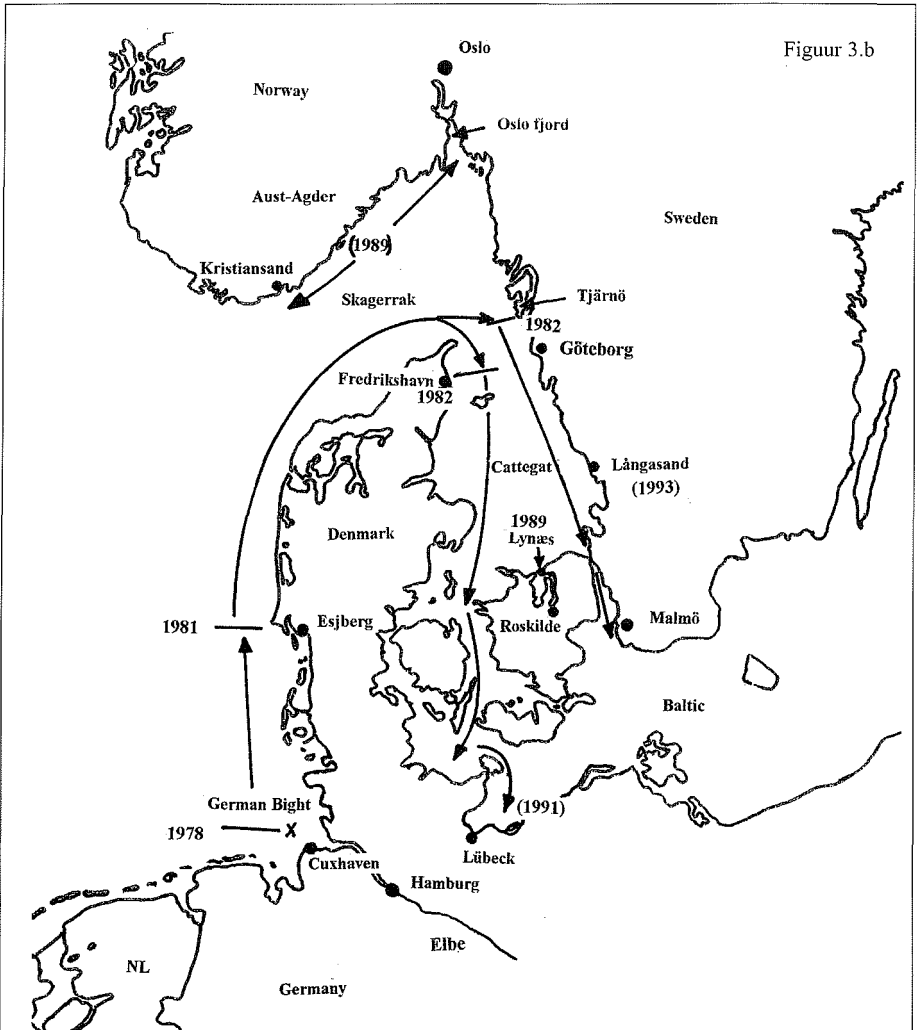 Oslo
Figuur 3.b
Norway
Oslo fjord
Aust-Agder
Sweden
(1989)
Kristiansand
Skagerrak
Tjärnö
1982
Göteborg
Fredrikshavn
1982
Cattegat
Långasand
(1993)
1989
Lynæs
Denmark
1981
Esjberg
Roskilde
Malmö
Baltic
German Bight
(1991)
1978
X
Cuxhaven
Lübeck
Hamburg
Elbe
NL
Germany